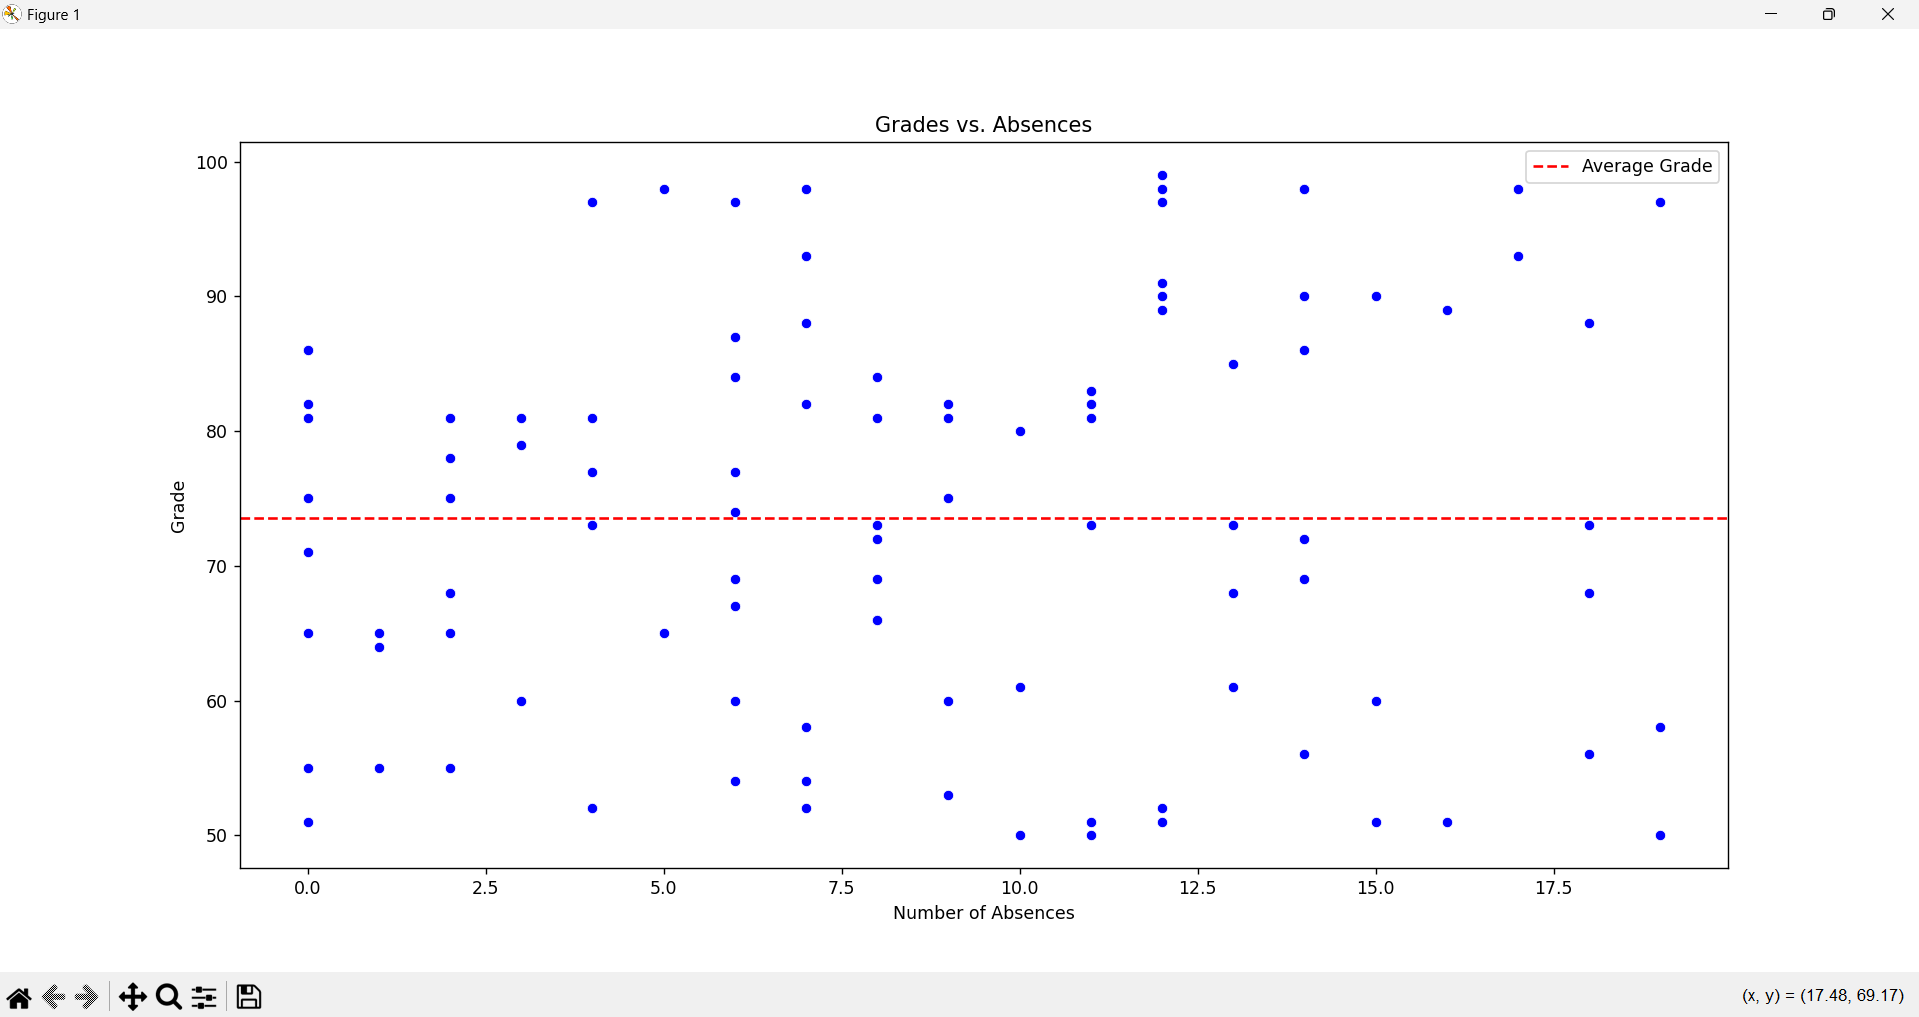 Figure 1
Grades vs. Absences
Average Grade
100
90
80
70
60
50
Grade
0.0 2.5 5.0 7.5 10.0 12.5 15.0 17.5
Number of Absences
(x, y) = (17.48, 69.17)